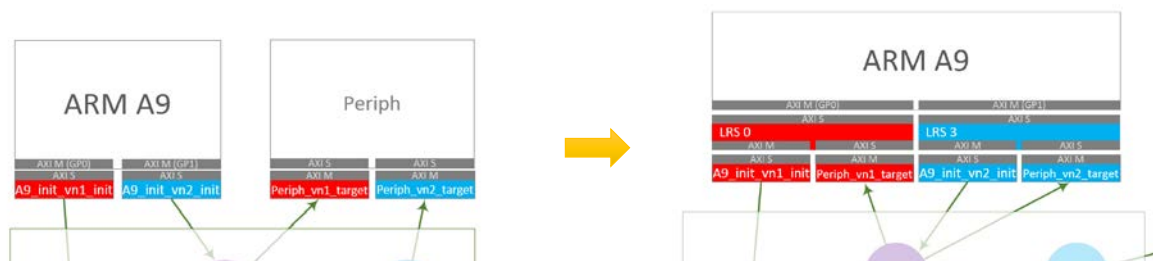 ARM A9
Periph
AXI M (GP0) AXI M (GP1)
AXI S AXI S
A9_init_vn1_init A9_init_vn2_init
AXI S AXI S
AXI M AXI M
Periph_vn1_target Periph_vn2_target
ARM A9
AXI M (GP0) AXI M (GP1)
AXI S AXI S
LRS 0 LRS 3
AXI M AXI S AXI M AXI S
AXI S AXI M AXI S AXI M
A9_init_vn1_init Periph_vn1_target A9_init_vn2_init Periph_vn2_target